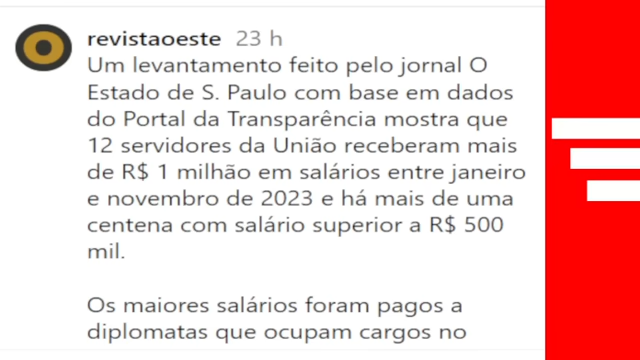 revistaoeste 23 h
Um levantamento feito pelo jornal O
Estado de S. Paulo com base em dados
do Portal da Transparência mostra que
12 servidores da União receberam mais
de R$ 1 milhão em salários entre janeiro
e novembro de 2023 e há mais de uma
centena com salário superior a R$ 500
mil.
Os maiores salários foram pagos a
diplomatas que ocupam cargos no